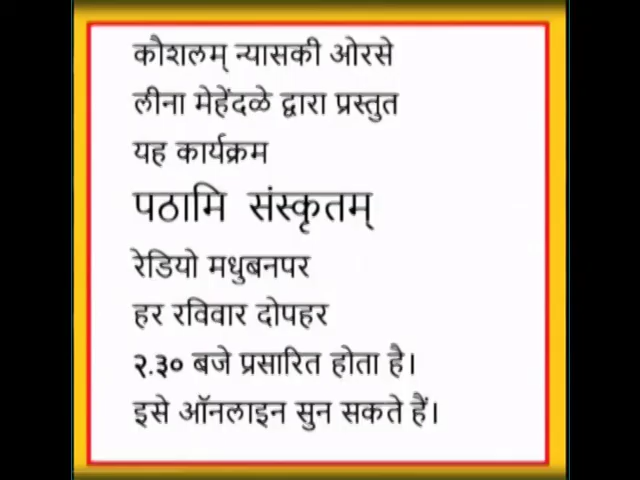 कौशलम् न्यासकी ओरसे
लीना मेहेंदळे द्वारा प्रस्तुत
यह कार्यक्रम
पठामि संस्कृतम्
रेडियो मधुबनपर
हर रविवार दोपहर
२.३० बजे प्रसारित होता है।
इसे ऑनलाइन सुन सकते हैं।